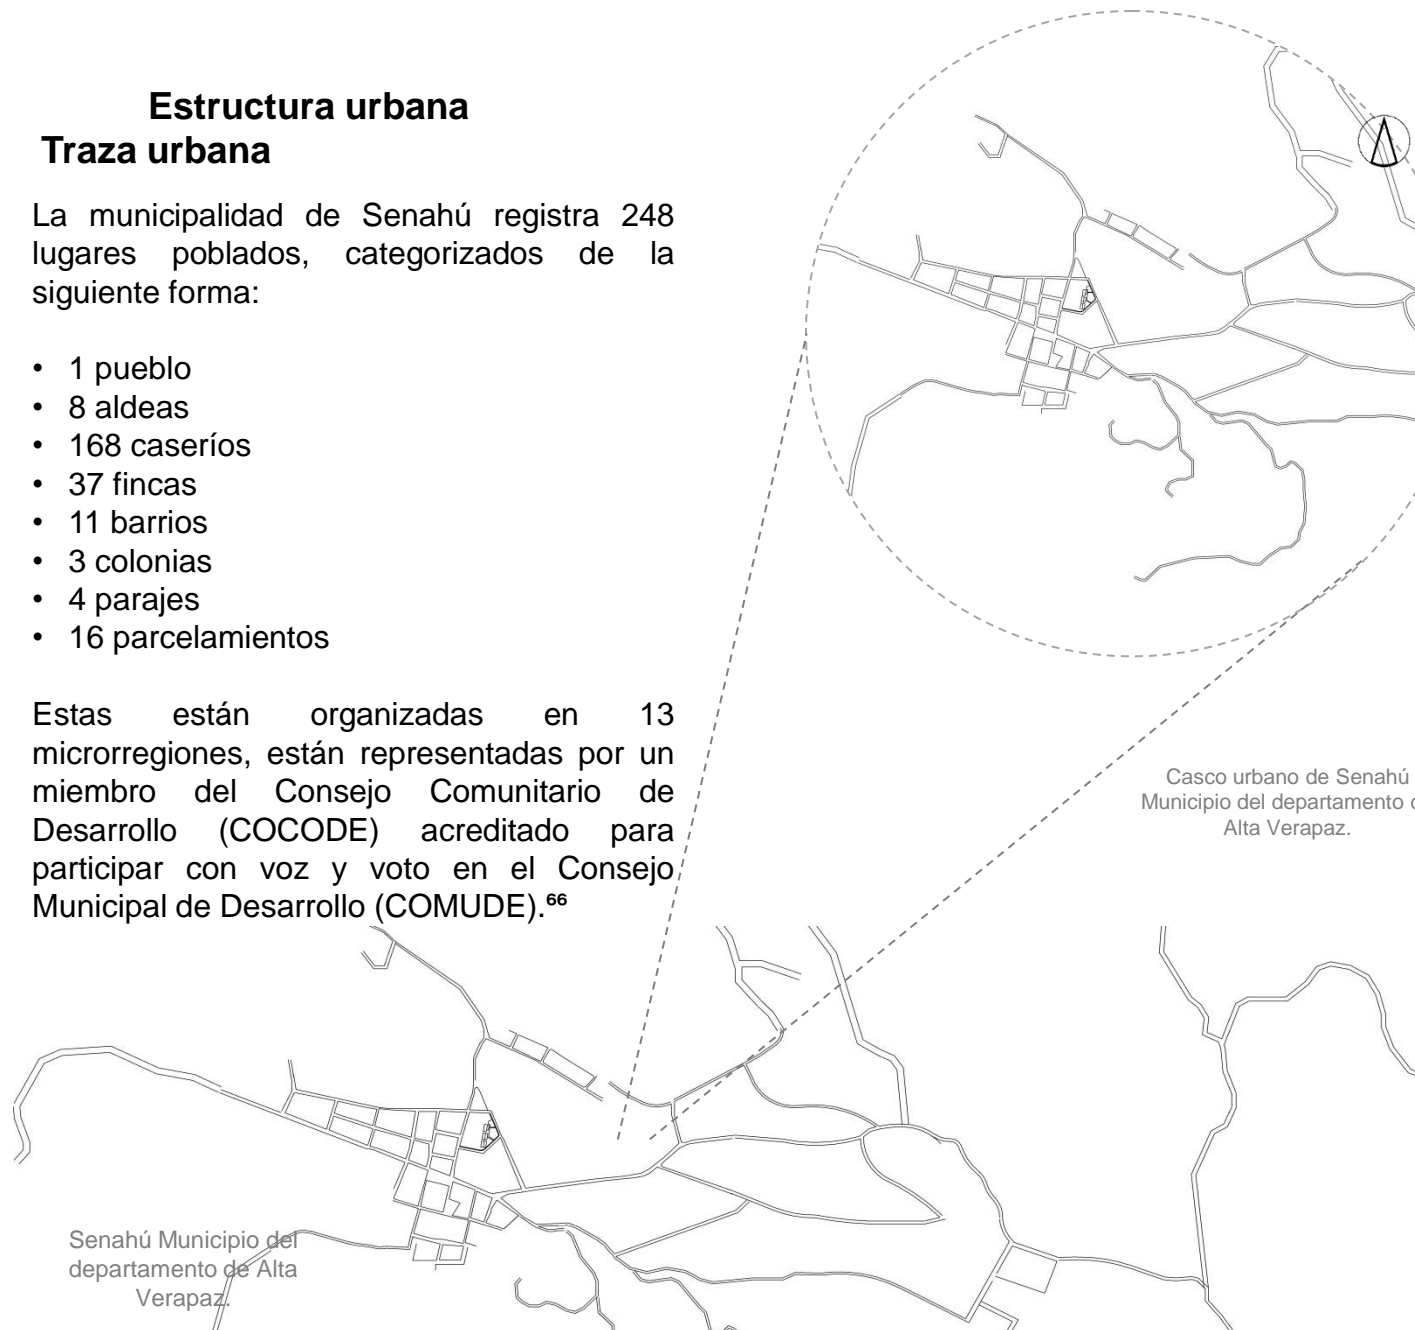 Estructura urbana
Traza urbana
La municipalidad de Senahú registra 248
lugares poblados, categorizados de la
siguiente forma:
• 1 pueblo
• 8 aldeas
• 168 caseríos
• 37 fincas
• 11 barrios
• 3 colonias
• 4 parajes
• 16 parcelamientos
Estas están organizadas en 13
microrregiones, están representadas por un
miembro del Consejo Comunitario de
Desarrollo (COCODE) acreditado para
participar con voz y voto en el Consejo
Municipal de Desarrollo (COMUDE).⁶⁶
Casco urbano de Senahú
Municipio del departamento
Alta Verapaz.
Senahú Municipio del
departamento de Alta
Verapaz.